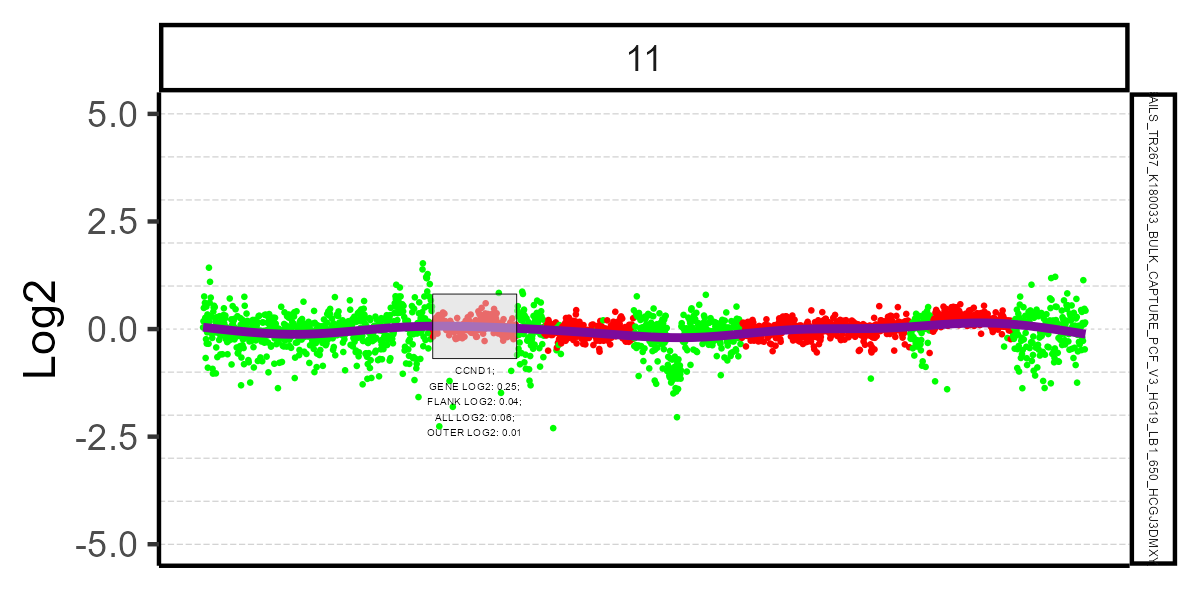 11
Log2
5.0
2.5
0.0
-2.5
-5.0
CCND1;
GENE LOG2: 0.25;
FLANK LOG2: 0.04;
ALL LOG2: 0.06;
OUTER LOG2: 0.01
AILS_TR267_K180033_BULK_CAPTURE_PCE_V3_HG19_LB1_650_HCGJ3DMXY